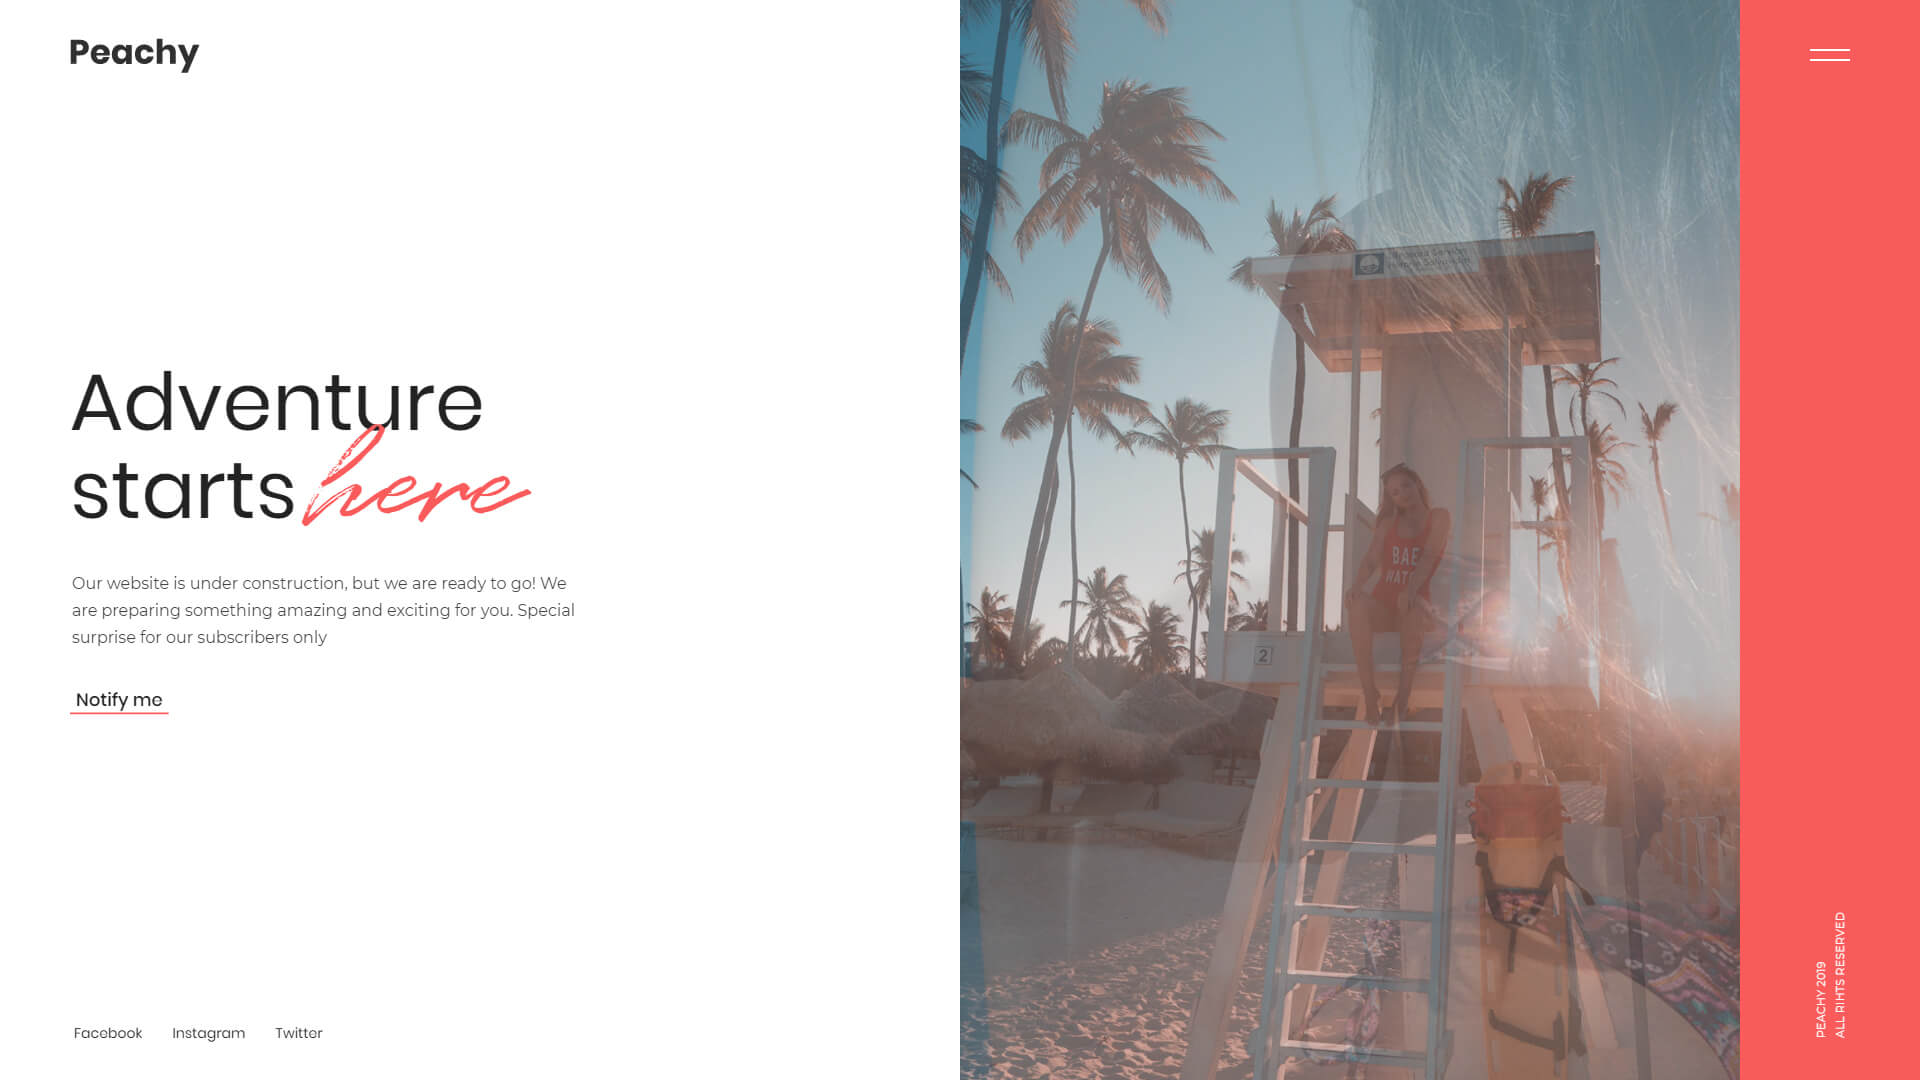 Peachy
Adventure
starts here
Our website is under construction, but we are ready to go! We
are preparing something amazing and exciting for you. Special
surprise for our subscribers only
Notify me
Facebook Instagram Twitter
BAE
WATC
2
PEACHY 2019
ALL RIHTS RESERVED